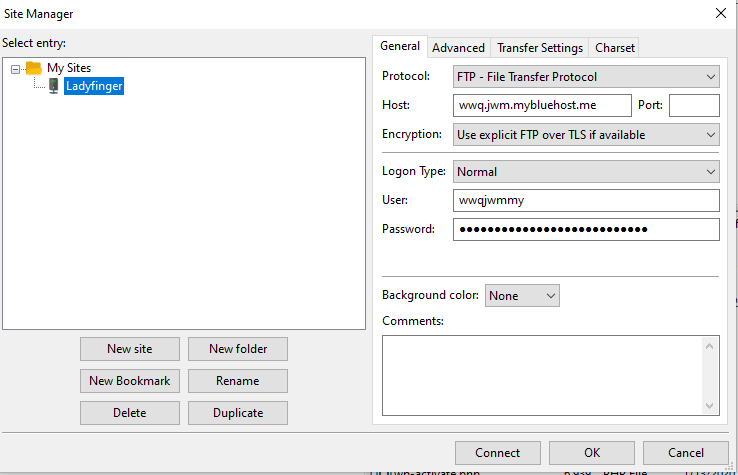 Site Manager
Select entry:
My Sites
Ladyfinger
New site New folder
New Bookmark Rename
Delete Duplicate
General Advanced Transfer Settings Charset
Protocol: FTP - File Transfer Protocol
Host: wwq.jwm.mybluehost.me Port:
Encryption: Use explicit FTP over TLS if available
Logon Type: Normal
User: wwqjwmmy
Password: ●●●●●●●●●●●●●●●●●●●●●●●●●●●
Background color: None
Comments:
Connect OK Cancel